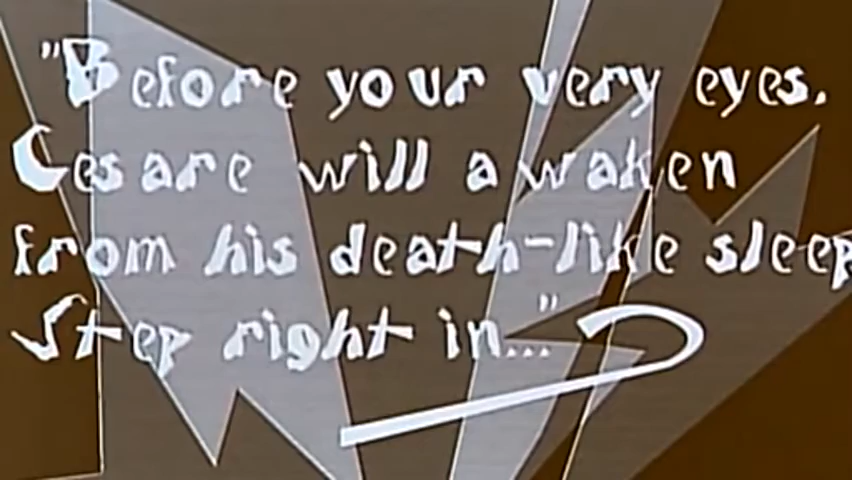 "Before your very eyes,
Cesare will awaken
from his death-like sleep
Step right in..."